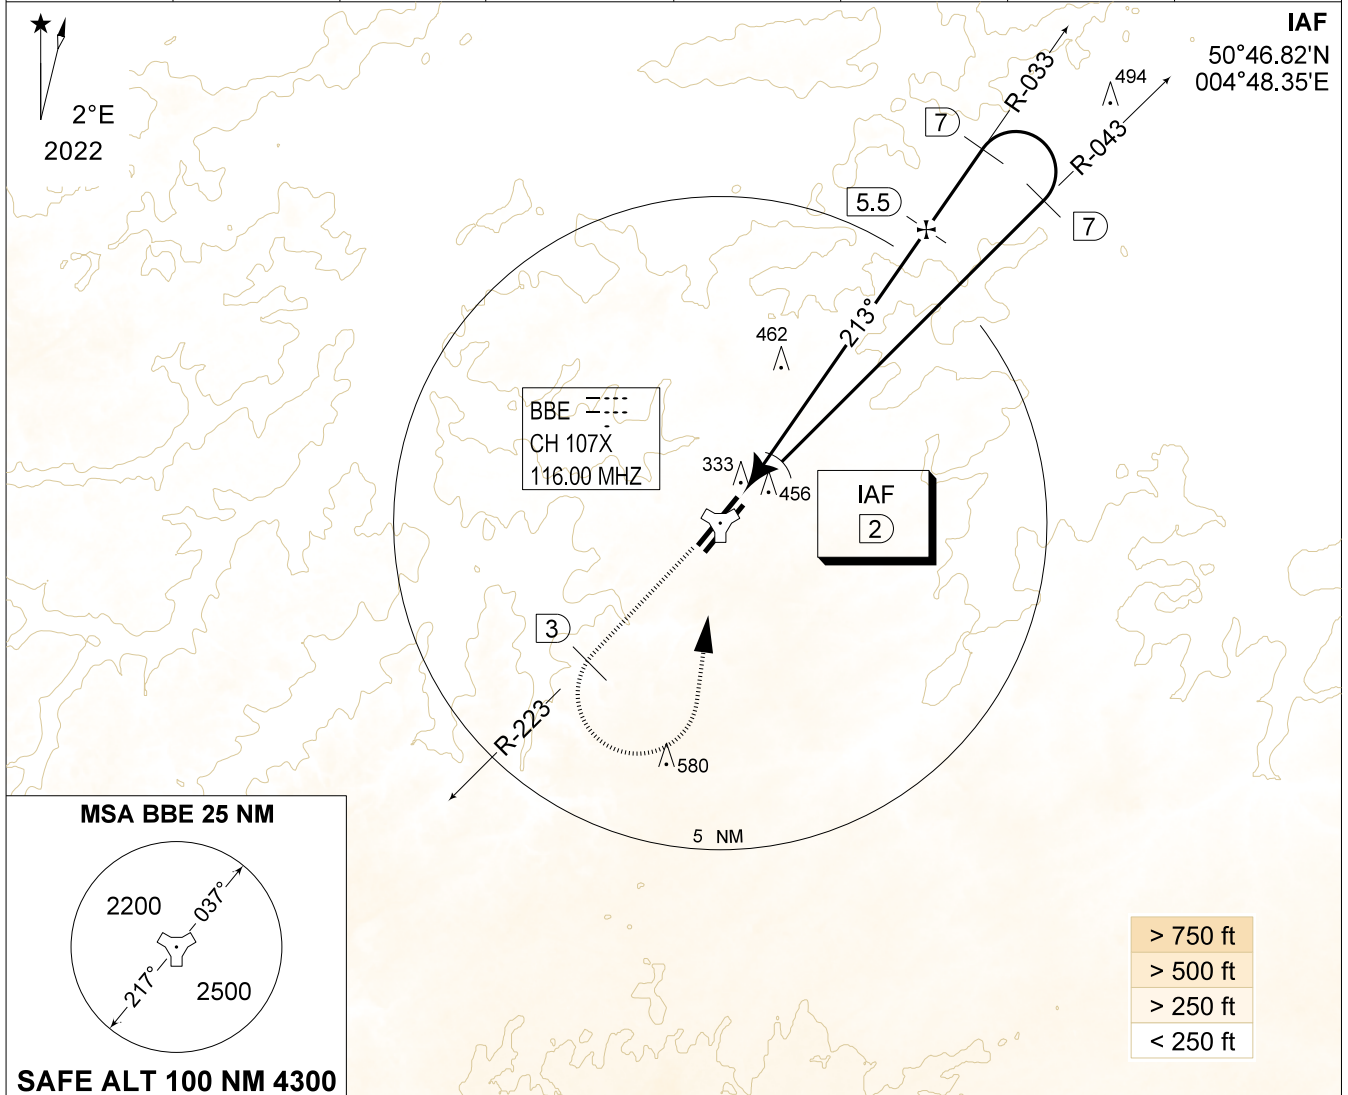 IAF
50°46.82'N
004°48.35'E
2°E
2022
R-033
494
7
R-043
5.5
7
213°
462
BBE
CH 107X
116.00 MHZ
333
456
IAF
2
3
R-223
580
5 NM
MSA BBE 25 NM
2200
037°
217°
2500
SAFE ALT 100 NM 4300
> 750 ft
> 500 ft
> 250 ft
< 250 ft